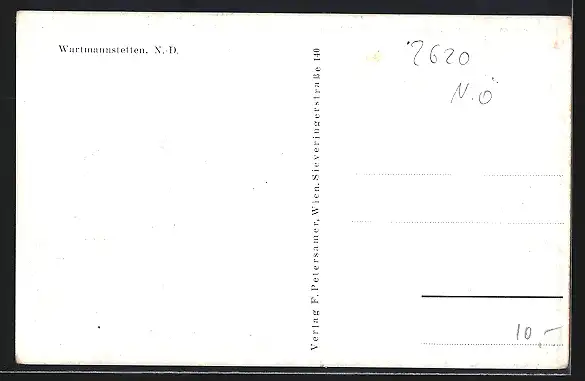 Wartmannstetten. N.-D.
Verlag F. Petersamer, Wien. Sieveringerstraße 140
2620
N.Ö
10,-